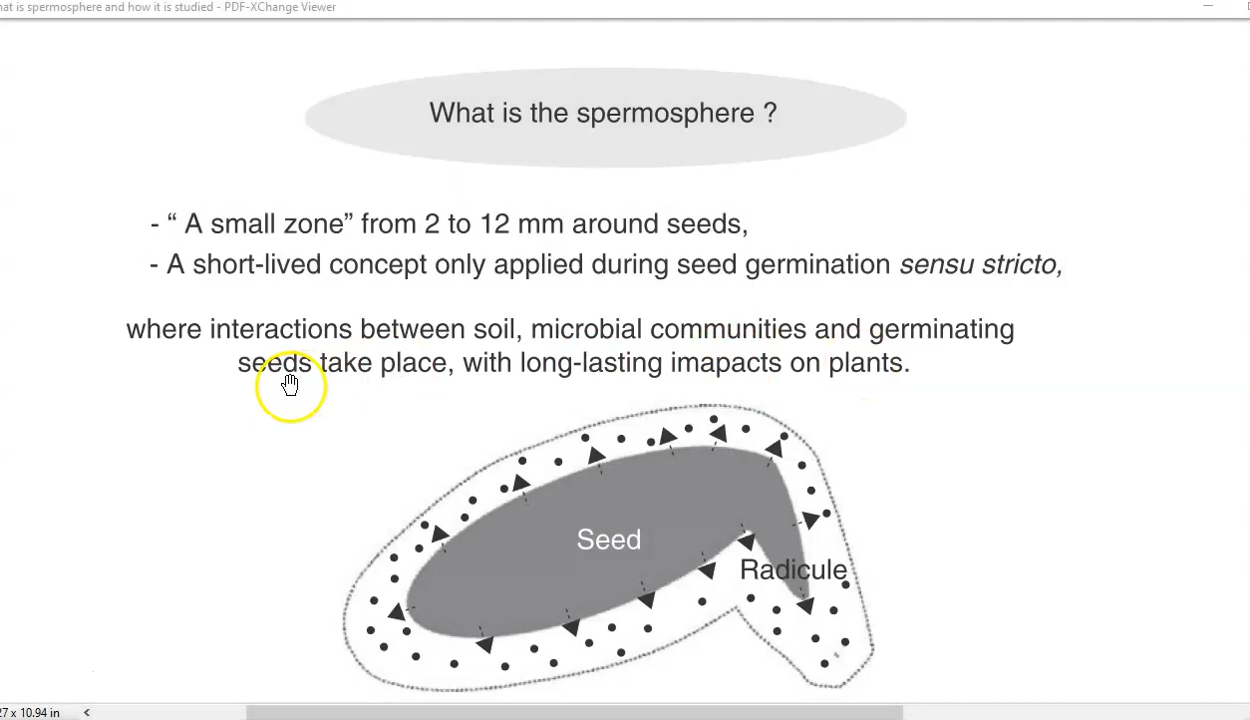 hat is spermosphere and how it is studied - PDF-XChange Viewer
What is the spermosphere ?
- “ A small zone” from 2 to 12 mm around seeds,
- A short-lived concept only applied during seed germination sensu stricto,
where interactions between soil, microbial communities and germinating
seeds take place, with long-lasting imapacts on plants.
Seed
Radicule
27 x 10.94 in